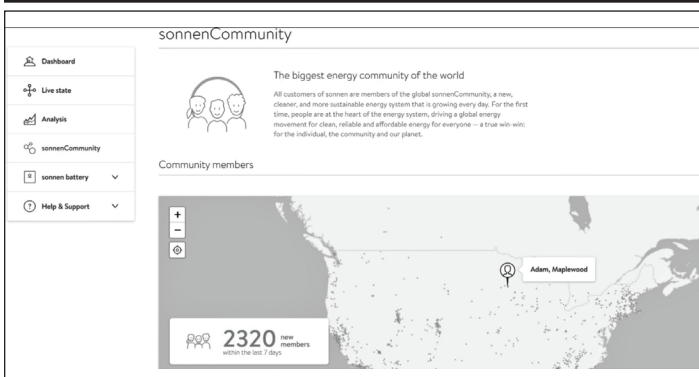 sonnenCommunity
Dashboard
Live state
Analysis
sonnenCommunity
sonnen battery
Help & Support
The biggest energy community of the world
All customers of sonnen are members of the global sonnenCommunity, a new,
cleaner, and more sustainable energy system that is growing every day. For the first
time, people are at the heart of the energy system, driving a global energy
movement for clean, reliable and affordable energy for everyone – a true win-win:
for the individual, the community and our planet.
Community members
+
−
Adam, Maplewood
2320 new
members
within the last 7 days